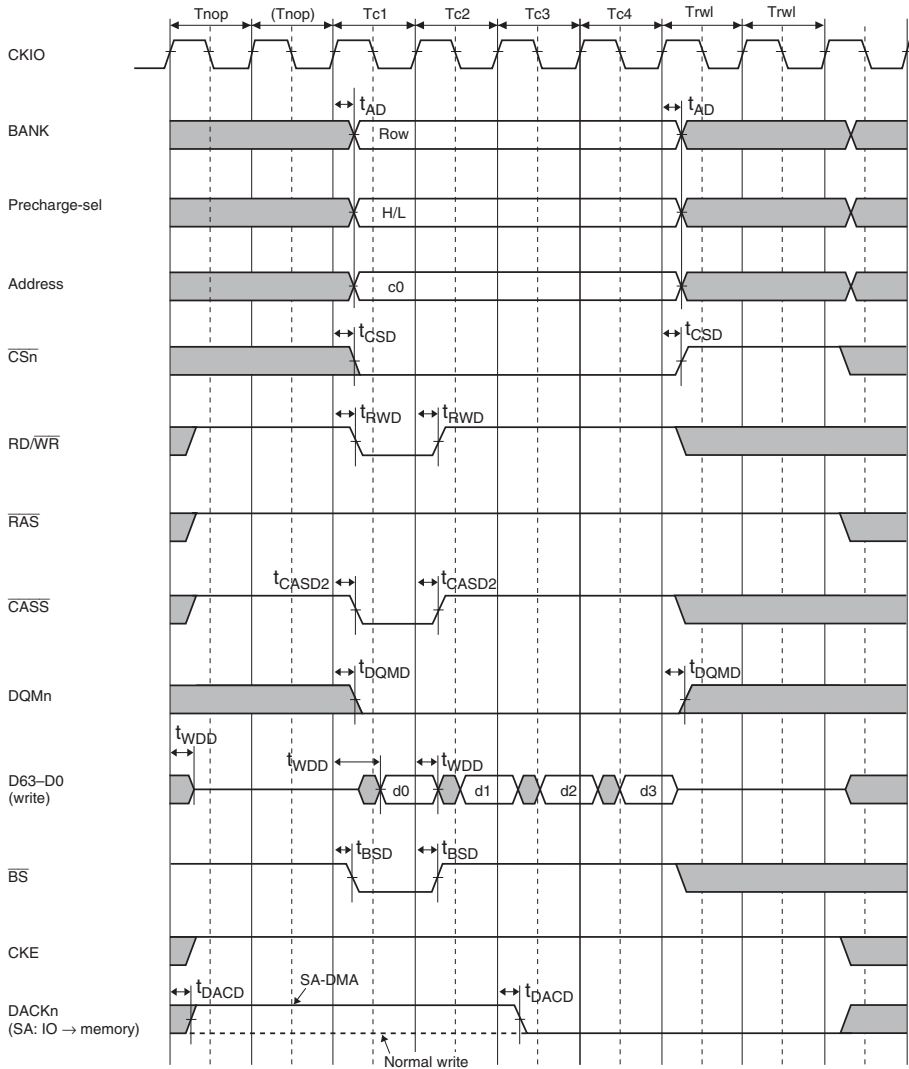 Tnop (Tnop) Tc1 Tc2 Tc3 Tc4 Trwl Trwl
CKIO
tAD tAD
BANK Row
Precharge-sel H/L
Address c0
tCSD tCSD
CSn
tRWD tRWD
RD/WR
RAS
tCASD2 tCASD2
CASS
tDQMD tDQMD
DQMn
tWDD tWDD tWDD
D63–D0 d0 d1 d2 d3
(write)
tBSD tBSD
BS
CKE
SA-DMA
tDACD tDACD
DACKn
(SA: IO → memory)
Normal write